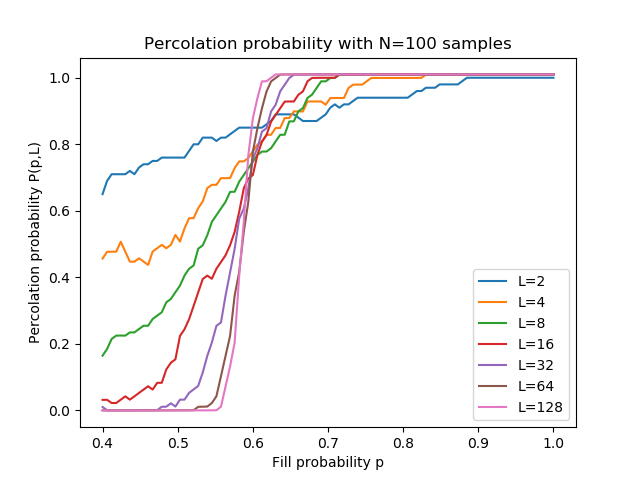 Percolation probability with N=100 samples
Percolation probability P(p,L)
1.0
0.8
0.6
0.4
0.2
0.0
L=2
L=4
L=8
L=16
L=32
L=64
L=128
0.4 0.5 0.6 0.7 0.8 0.9 1.0
Fill probability p